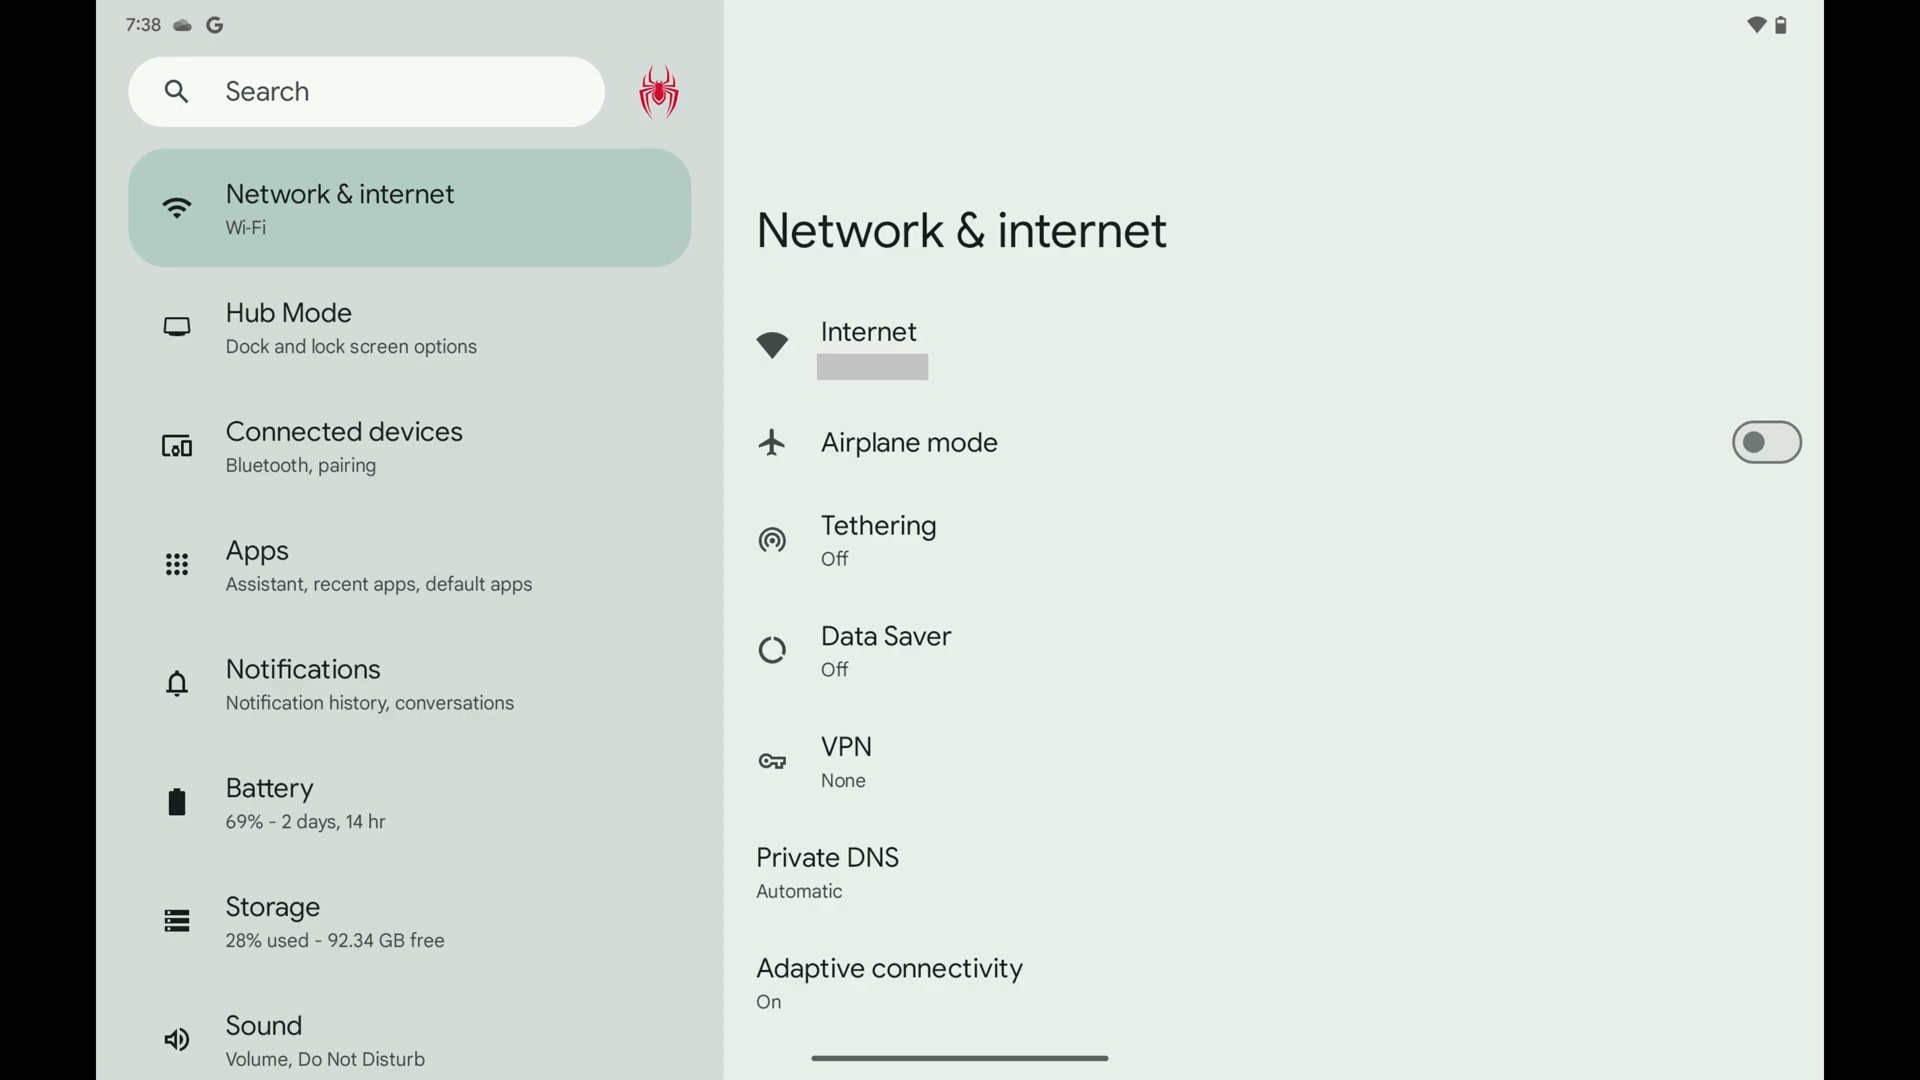 7:38
Search
Network & internet
Wi-Fi
Hub Mode
Dock and lock screen options
Connected devices
Bluetooth, pairing
Apps
Assistant, recent apps, default apps
Notifications
Notification history, conversations
Battery
69% - 2 days, 14 hr
Storage
28% used - 92.34 GB free
Sound
Volume, Do Not Disturb
Network & internet
Internet
Airplane mode
Tethering
Off
Data Saver
Off
VPN
None
Private DNS
Automatic
Adaptive connectivity
On